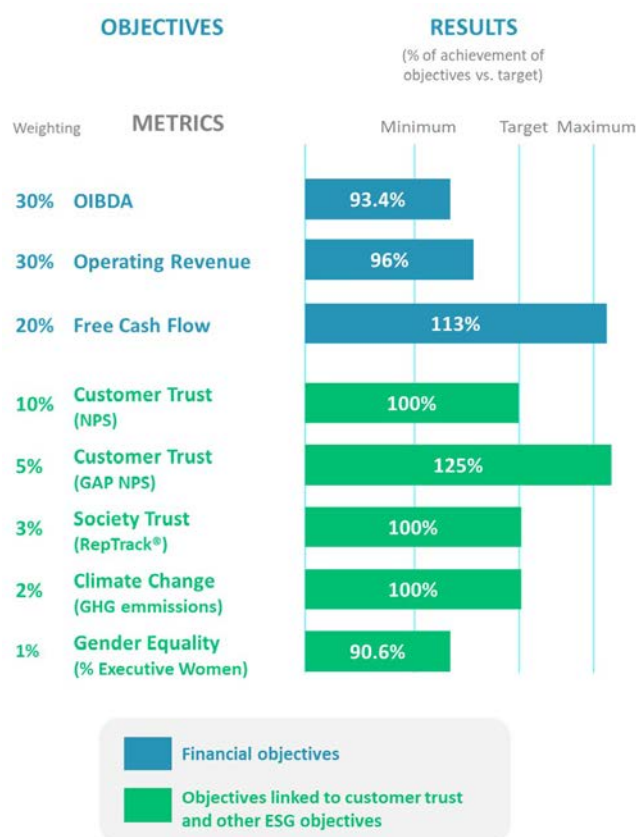 OBJECTIVES
RESULTS
(% of achievement of
objectives vs. target)
Weighting METRICS Minimum Target Maximum
30% OIBDA 93.4%
30% Operating Revenue 96%
20% Free Cash Flow 113%
10% Customer Trust
(NPS)
100%
5% Customer Trust
(GAP NPS)
125%
3% Society Trust
(RepTrack®)
100%
2% Climate Change
(GHG emmissions)
100%
1% Gender Equality
(% Executive Women)
90.6%
Financial objectives
Objectives linked to customer trust
and other ESG objectives